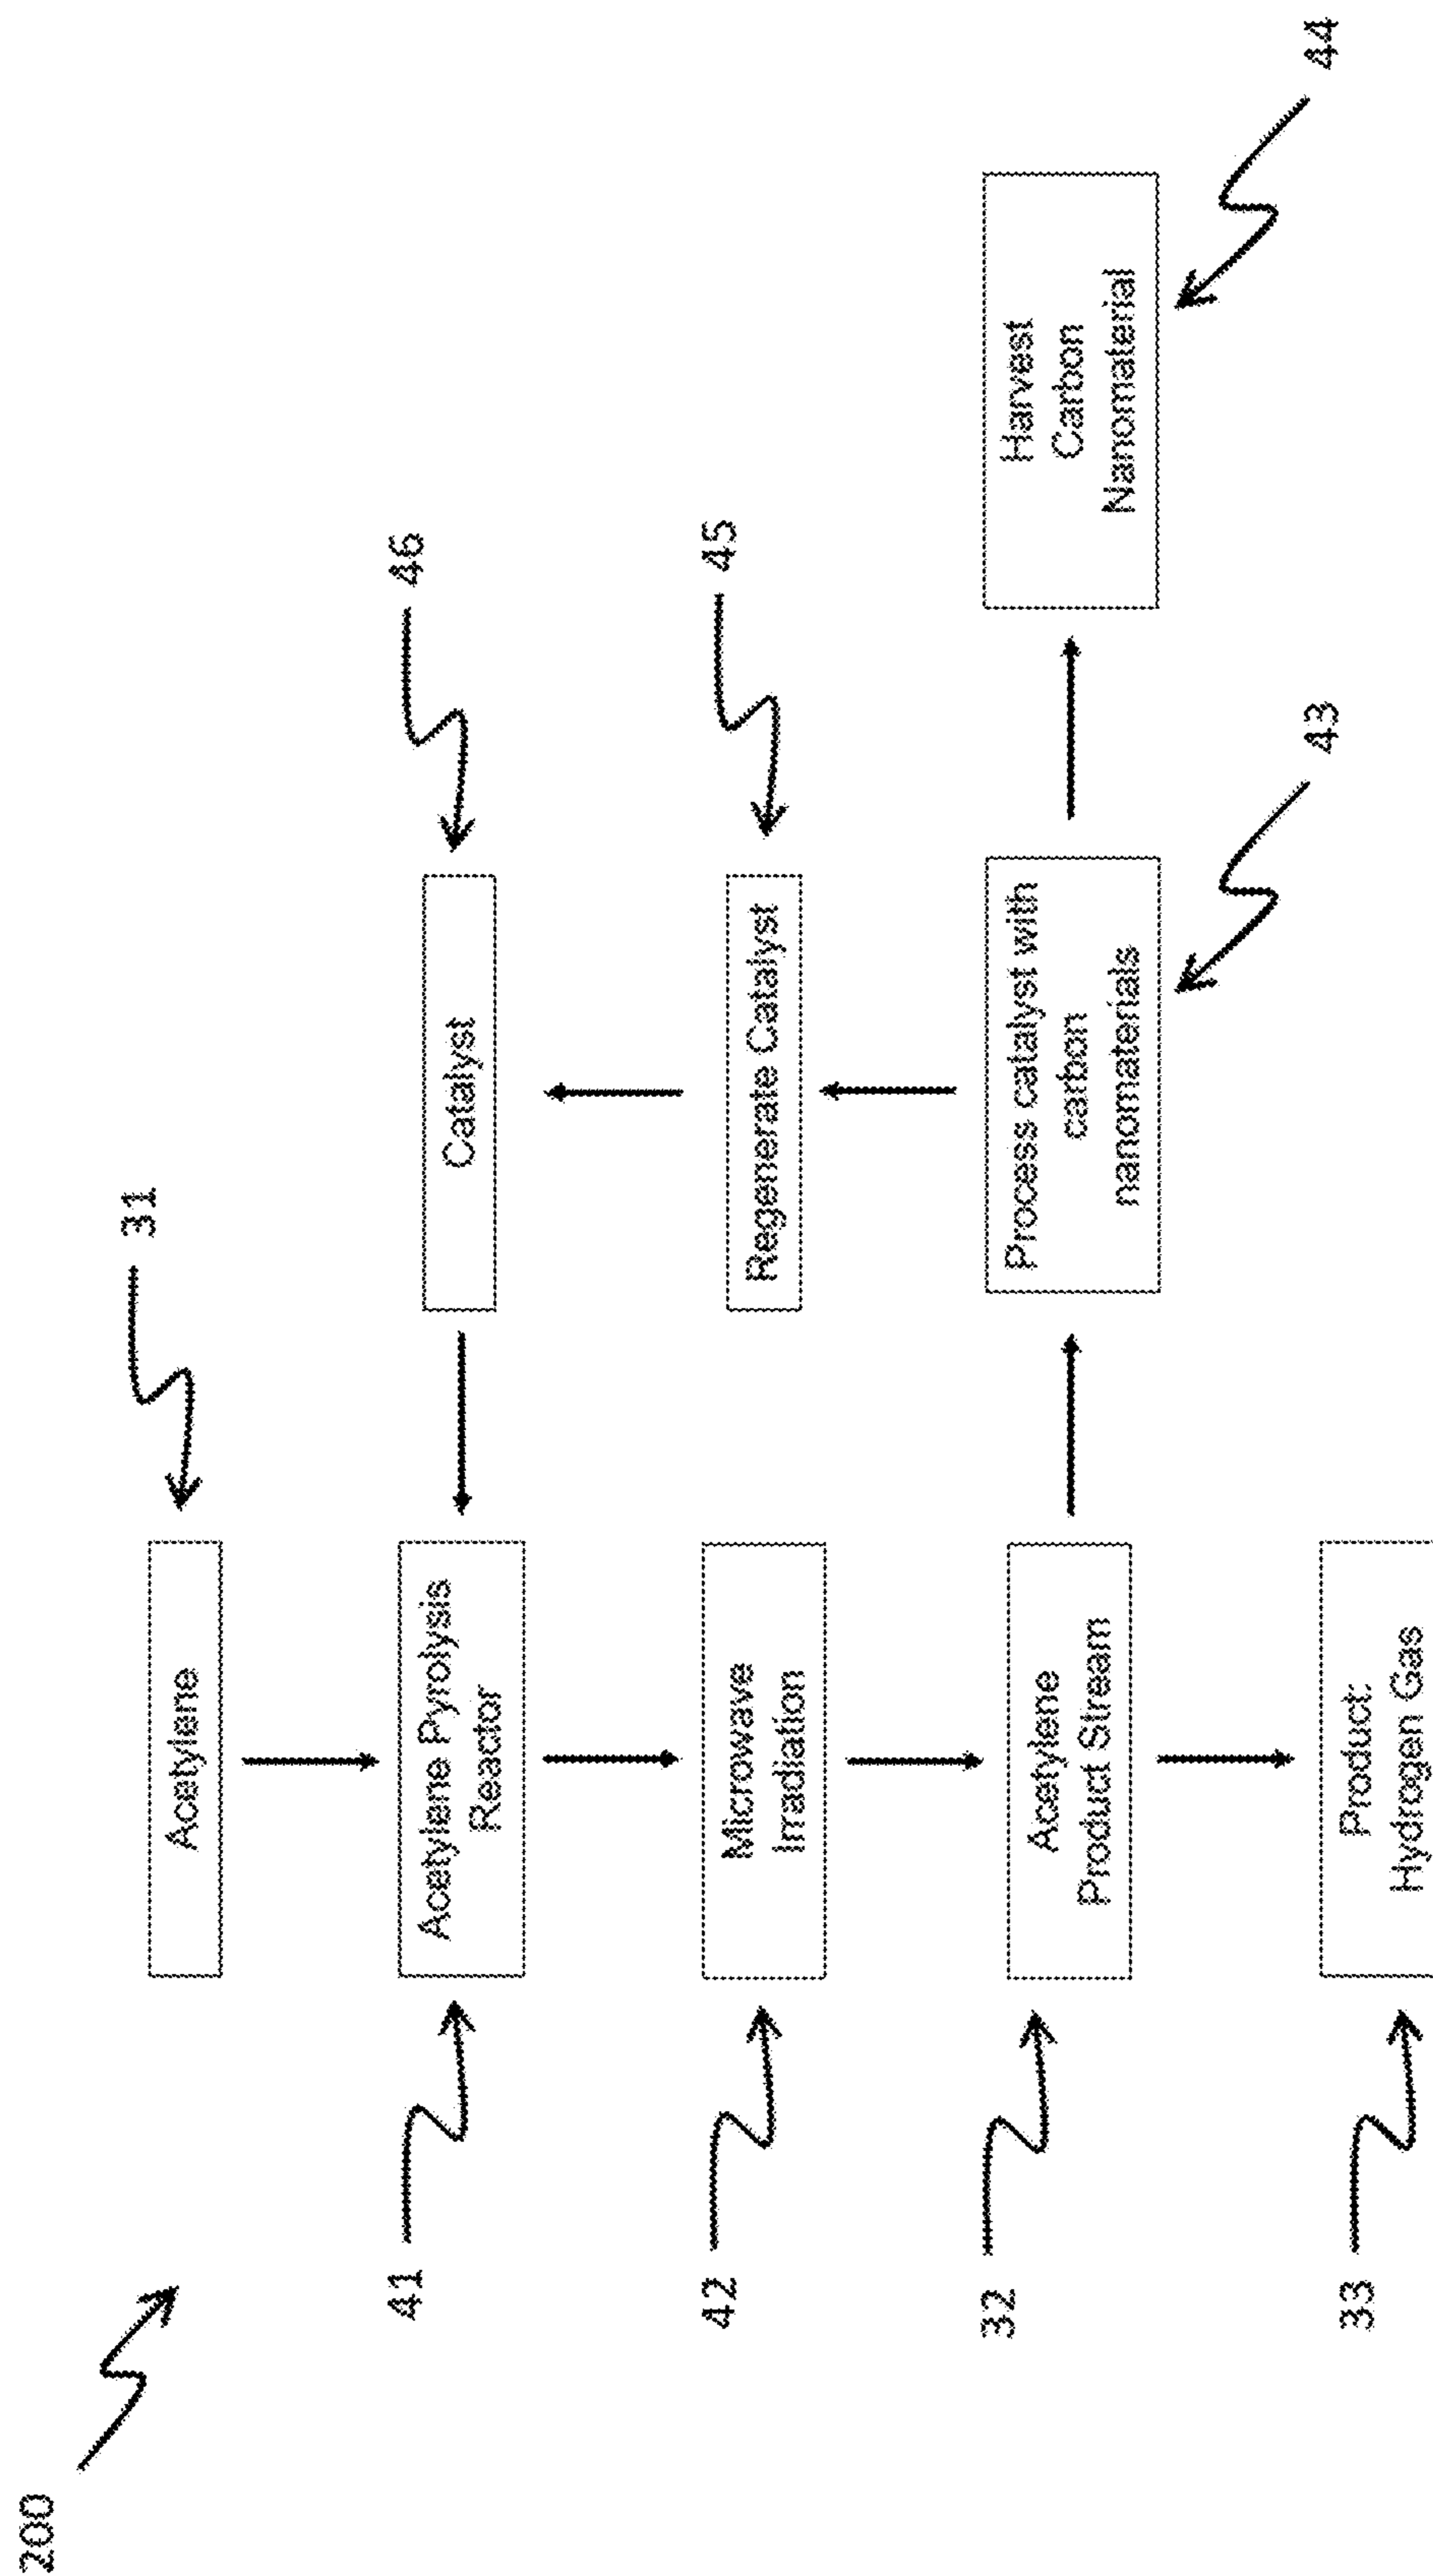 200
Acetylene
31
41
Acetylene Pyrolysis
Reactor
Catalyst
46
42
Microwave
Irradiation
Regenerate Catalyst
45
32
Acetylene
Product Stream
Process catalyst with
carbon
nanomaterials
43
Harvest
Carbon
Nanomaterial
44
33
Product:
Hydrogen Gas